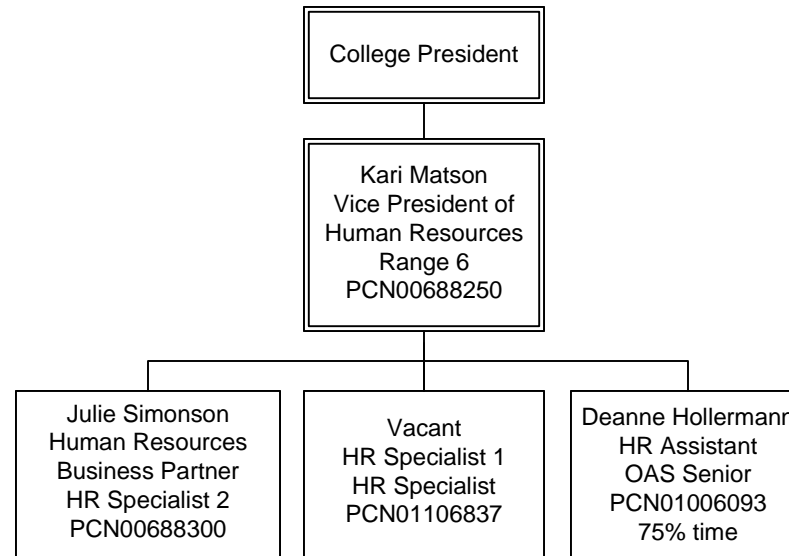 College President
Kari Matson
Vice President of
Human Resources
Range 6
PCN00688250
Julie Simonson
Human Resources
Business Partner
HR Specialist 2
PCN00688300
Vacant
HR Specialist 1
HR Specialist
PCN01106837
Deanne Hollermann
HR Assistant
OAS Senior
PCN01006093
75% time